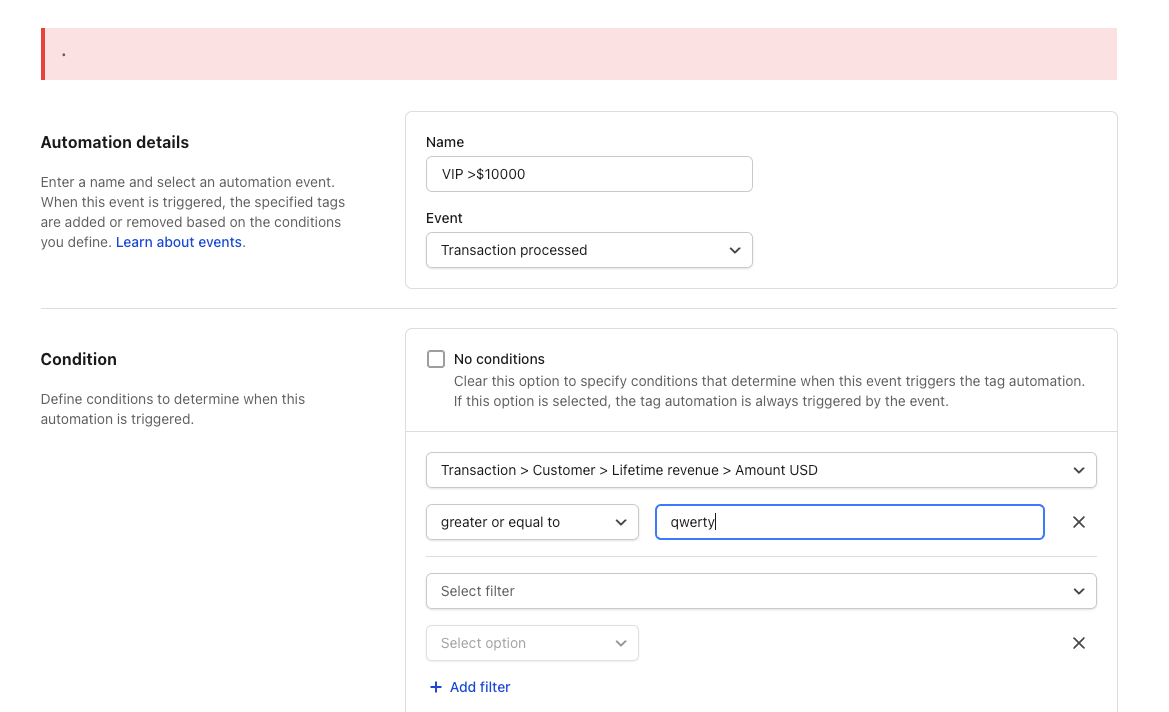 .
Automation details
Enter a name and select an automation event.
When this event is triggered, the specified tags
are added or removed based on the conditions
you define. Learn about events.
Name
VIP >$10000
Event
Transaction processed
Condition
Define conditions to determine when this
automation is triggered.
No conditions
Clear this option to specify conditions that determine when this event triggers the tag automation.
If this option is selected, the tag automation is always triggered by the event.
Transaction > Customer > Lifetime revenue > Amount USD
greater or equal to
qwerty
Select filter
Select option
+ Add filter